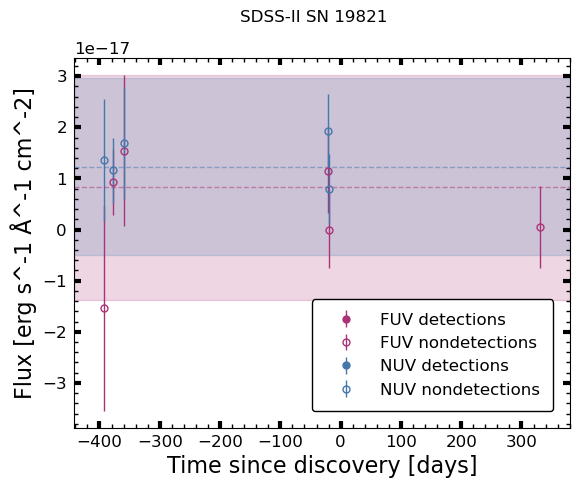 SDSS-II SN 19821
1e−17
3
2
1
0
−1
−2
−3
Flux [erg s^-1 Å^-1 cm^-2]
FUV detections
FUV nondetections
NUV detections
NUV nondetections
−400 −300 −200 −100 0 100 200 300
Time since discovery [days]